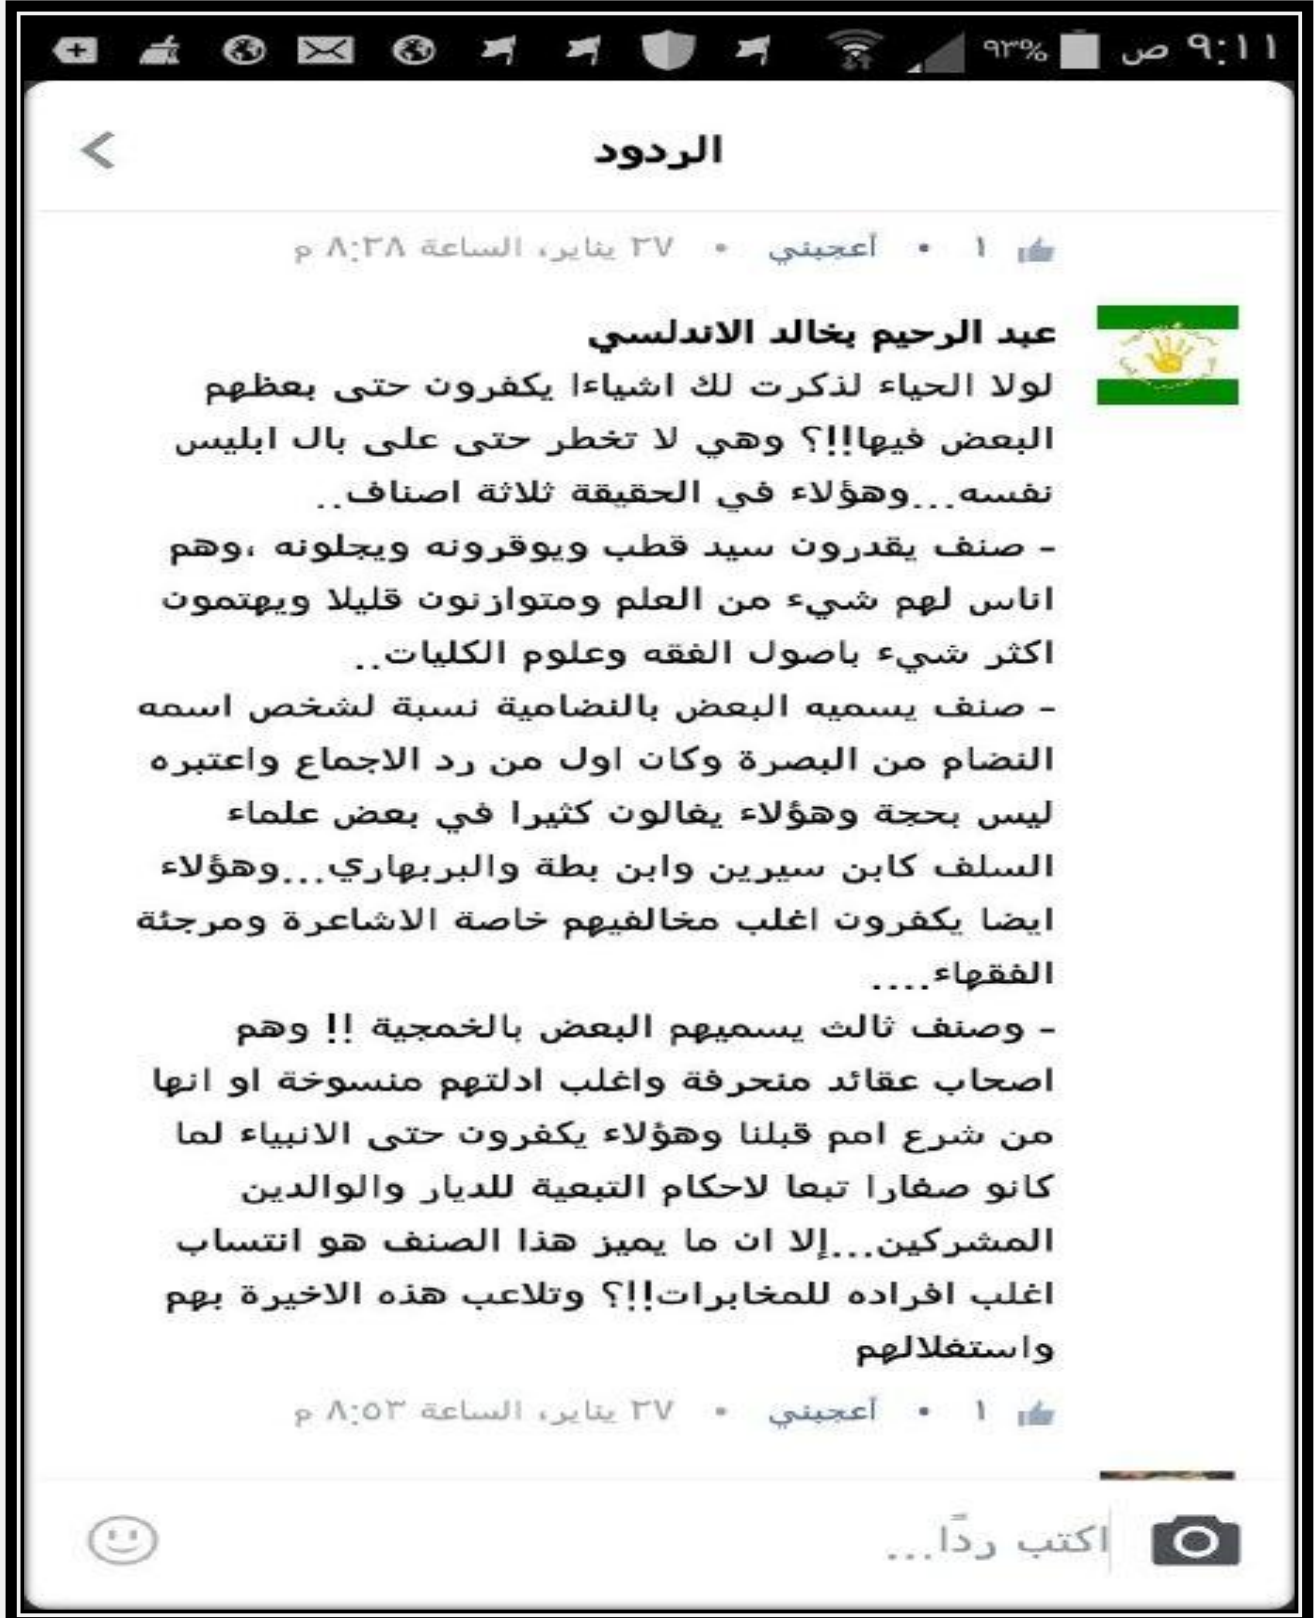 ٩:١١ ص ٩٣%
الردود
١ • أعجبني • ٢٧ يناير، الساعة ٨:٣٨ م
عبد الرحيم بخالد الاندلسي
لولا الحياء لذكرت لك اشياءا يكفرون حتى بعظهم
البعض فيها!!؟ وهي لا تخطر حتى على بال ابليس
نفسه...وهؤلاء في الحقيقة ثلاثة اصناف..
- صنف يقدرون سيد قطب ويوقرونه ويجلونه ،وهم
اناس لهم شيء من العلم ومتوازنون قليلا ويهتمون
اكثر شيء باصول الفقه وعلوم الكليات..
- صنف يسميه البعض بالنضامية نسبة لشخص اسمه
النضام من البصرة وكان اول من رد الاجماع واعتبره
ليس بحجة وهؤلاء يغالون كثيرا في بعض علماء
السلف كابن سيرين وابن بطة والبربهاري...وهؤلاء
ايضا يكفرون اغلب مخالفيهم خاصة الاشاعرة ومرجئة
الفقهاء....
- وصنف ثالث يسميهم البعض بالخمجية !! وهم
اصحاب عقائد منحرفة واغلب ادلتهم منسوخة او انها
من شرع امم قبلنا وهؤلاء يكفرون حتى الانبياء لما
كانو صغارا تبعا لاحكام التبعية للديار والوالدين
المشركين...إلا ان ما يميز هذا الصنف هو انتساب
اغلب افراده للمخابرات!!؟ وتلاعب هذه الاخيرة بهم
واستغلالهم
١ • أعجبني • ٢٧ يناير، الساعة ٨:٥٣ م
اكتب ردًا...